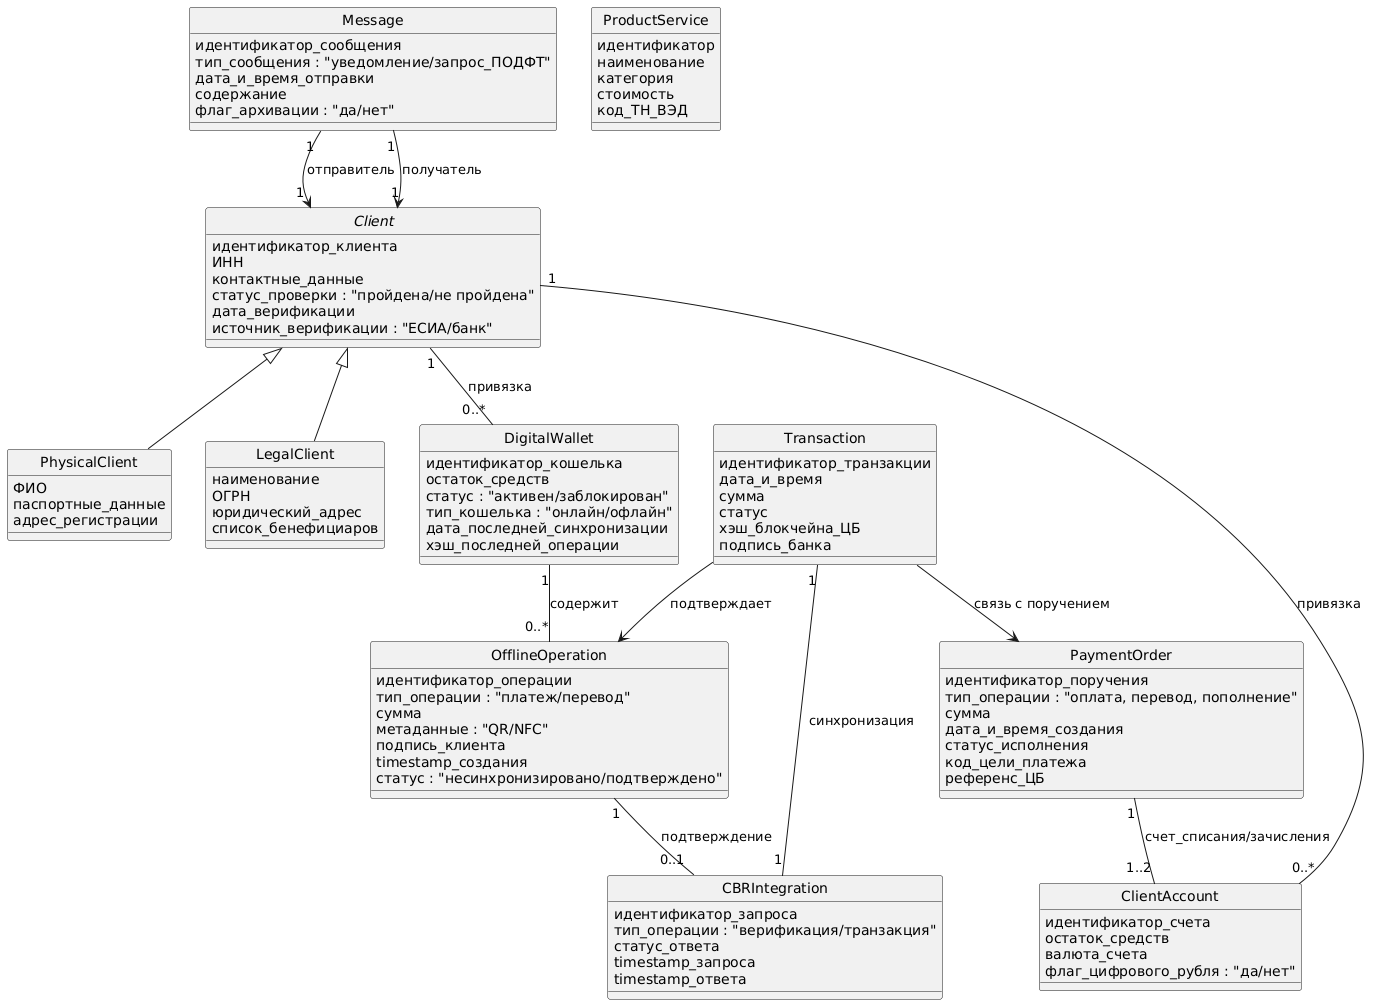 Message
идентификатор_сообщения
тип_сообщения : "уведомление/запрос_ПОДФТ"
дата_и_время_отправки
содержание
флаг_архивации : "да/нет"
ProductService
идентификатор
наименование
категория
стоимость
код_ТН_ВЭД
1
1
отправитель
получатель
1
1
Client
идентификатор_клиента
ИНН
контактные_данные
статус_проверки : "пройдена/не пройдена"
дата_верификации
источник_верификации : "ЕСИА/банк"
1
1
привязка
0..*
PhysicalClient
ФИО
паспортные_данные
адрес_регистрации
LegalClient
наименование
ОГРН
юридический_адрес
список_бенефициаров
DigitalWallet
идентификатор_кошелька
остаток_средств
статус : "активен/заблокирован"
тип_кошелька : "онлайн/офлайн"
дата_последней_синхронизации
хэш_последней_операции
Transaction
идентификатор_транзакции
дата_и_время
сумма
статус
хэш_блокчейна_ЦБ
подпись_банка
1
содержит
0..*
подтверждает
1
связь с поручением
привязка
OfflineOperation
идентификатор_операции
тип_операции : "платеж/перевод"
сумма
метаданные : "QR/NFC"
подпись_клиента
timestamp_создания
статус : "несинхронизировано/подтверждено"
синхронизация
PaymentOrder
идентификатор_поручения
тип_операции : "оплата, перевод, пополнение"
сумма
дата_и_время_создания
статус_исполнения
код_цели_платежа
референс_ЦБ
1
подтверждение
0..1
1
1
счет_списания/зачисления
1..2
0..*
CBRIntegration
идентификатор_запроса
тип_операции : "верификация/транзакция"
статус_ответа
timestamp_запроса
timestamp_ответа
ClientAccount
идентификатор_счета
остаток_средств
валюта_счета
флаг_цифрового_рубля : "да/нет"